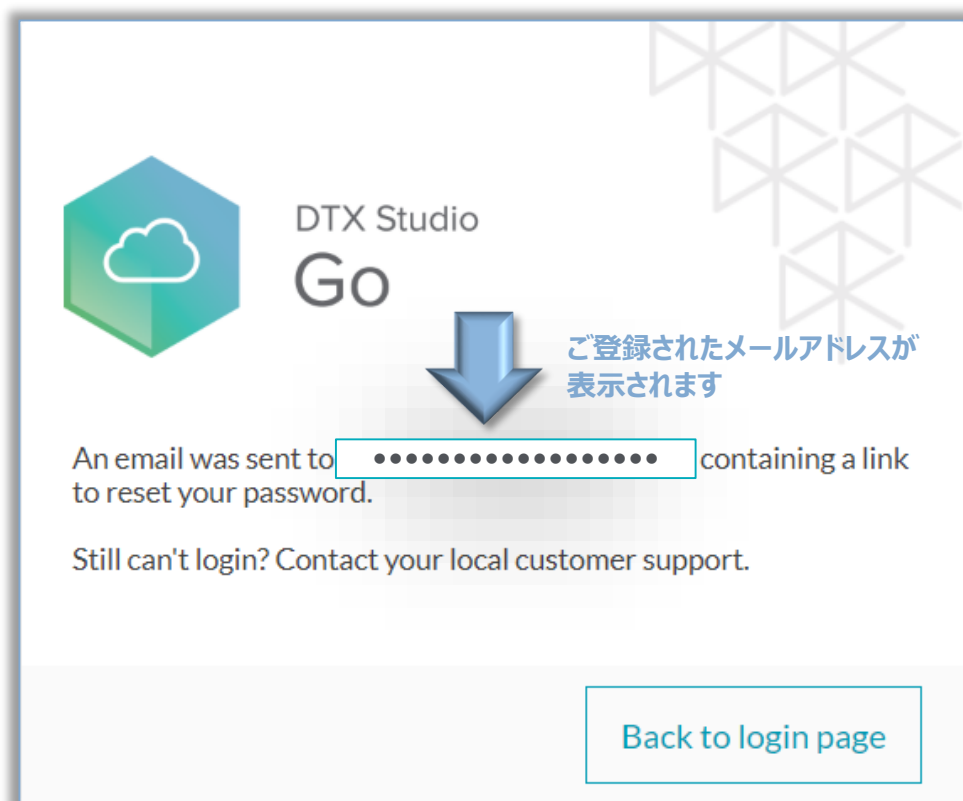 DTX Studio
Go
ご登録されたメールアドレスが
表示されます
An email was sent to •••••••••••••••••• containing a link
to reset your password.
Still can't login? Contact your local customer support.
Back to login page